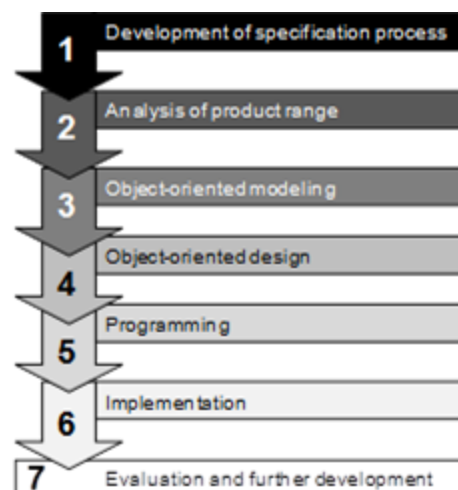 1 Development of specification process
2 Analysis of product range
3 Object-oriented modeling
4 Object-oriented design
5 Programming
6 Implementation
7 Evaluation and further development